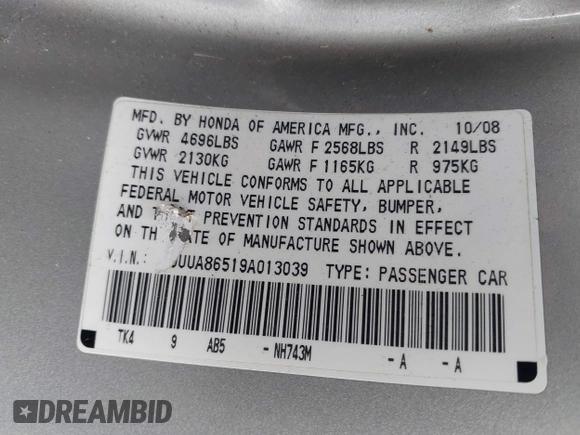 MFD. BY HONDA OF AMERICA MFG., INC. 10/08
GVWR 4696LBS GAWR F 2568LBS R 2149LBS
GVWR 2130KG GAWR F 1165KG R 975KG
THIS VEHICLE CONFORMS TO ALL APPLICABLE
FEDERAL MOTOR VEHICLE SAFETY, BUMPER,
AND PREVENTION STANDARDS IN EFFECT
ON TH ATE OF MANUFACTURE SHOWN ABOVE.
V.I.N. UUA86519A013039 TYPE: PASSENGER CAR
TK4 9 AB5 - NH743M - A - A
DREAMBID